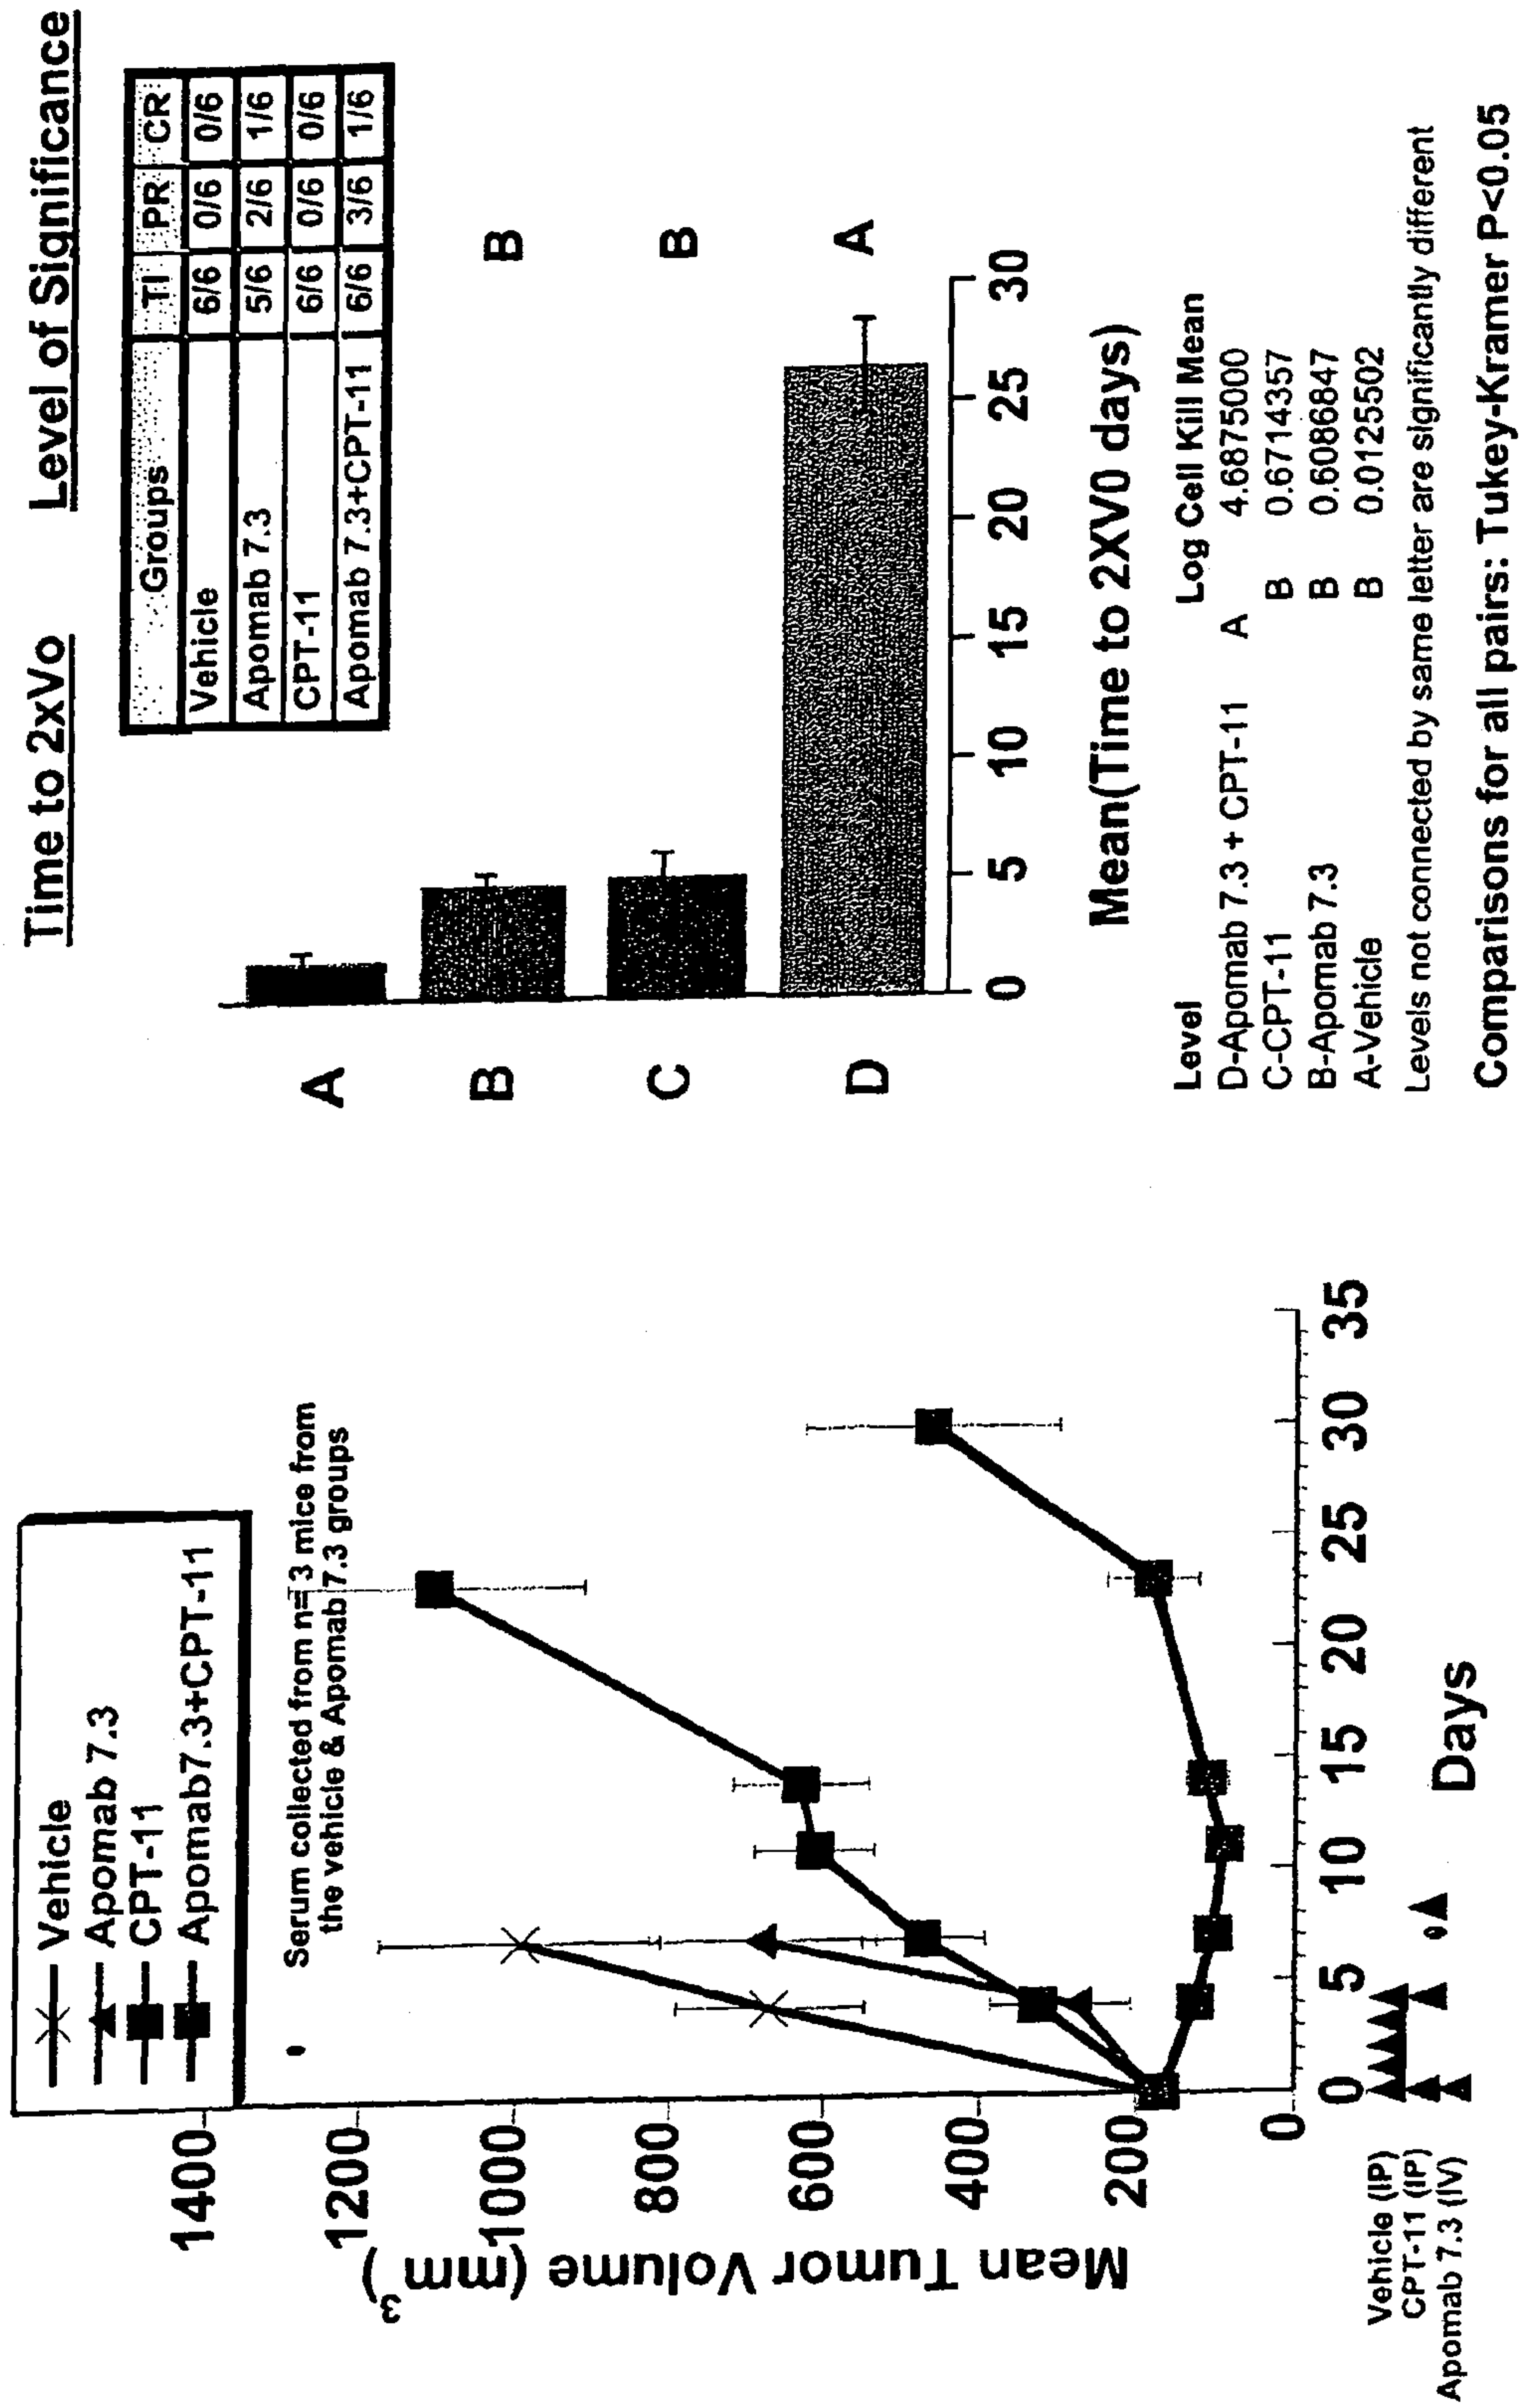 Vehicle
Apomab 7.3
CPT-11
Apomab7.3+CPT-11
Serum collected from n=3 mice from
the vehicle & Apomab 7.3 groups
Mean Tumor Volume (mm3)
1400
1200
1000
800
600
400
200
0
0 5 10 15 20 25 30 35
Days
Vehicle (IP)
CPT-11 (IP)
Apomab 7.3 (IV)
Time to 2xVo Level of Significance
Groups TI PR CR
Vehicle 6/6 0/6 0/6
Apomab 7.3 5/6 2/6 1/6
CPT-11 6/6 0/6 0/6
Apomab 7.3+CPT-11 6/6 3/6 1/6
A
B B
C B
D A
0 5 10 15 20 25 30
Mean(Time to 2XV0 days)
Level Log Cell Kill Mean
D-Apomab 7.3 + CPT-11 A 4.6875000
C-CPT-11 B 0.6714357
B-Apomab 7.3 B 0.6086847
A-Vehicle B 0.0125502
Levels not connected by same letter are significantly different
Comparisons for all pairs: Tukey-Kramer P<0.05